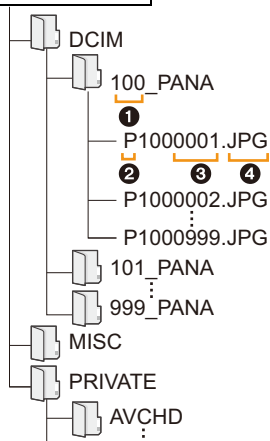 DCIM
100_PANA
❶
P1000001.JPG
❷ ❸ ❹
P1000002.JPG
P1000999.JPG
101_PANA
999_PANA
MISC
PRIVATE
AVCHD